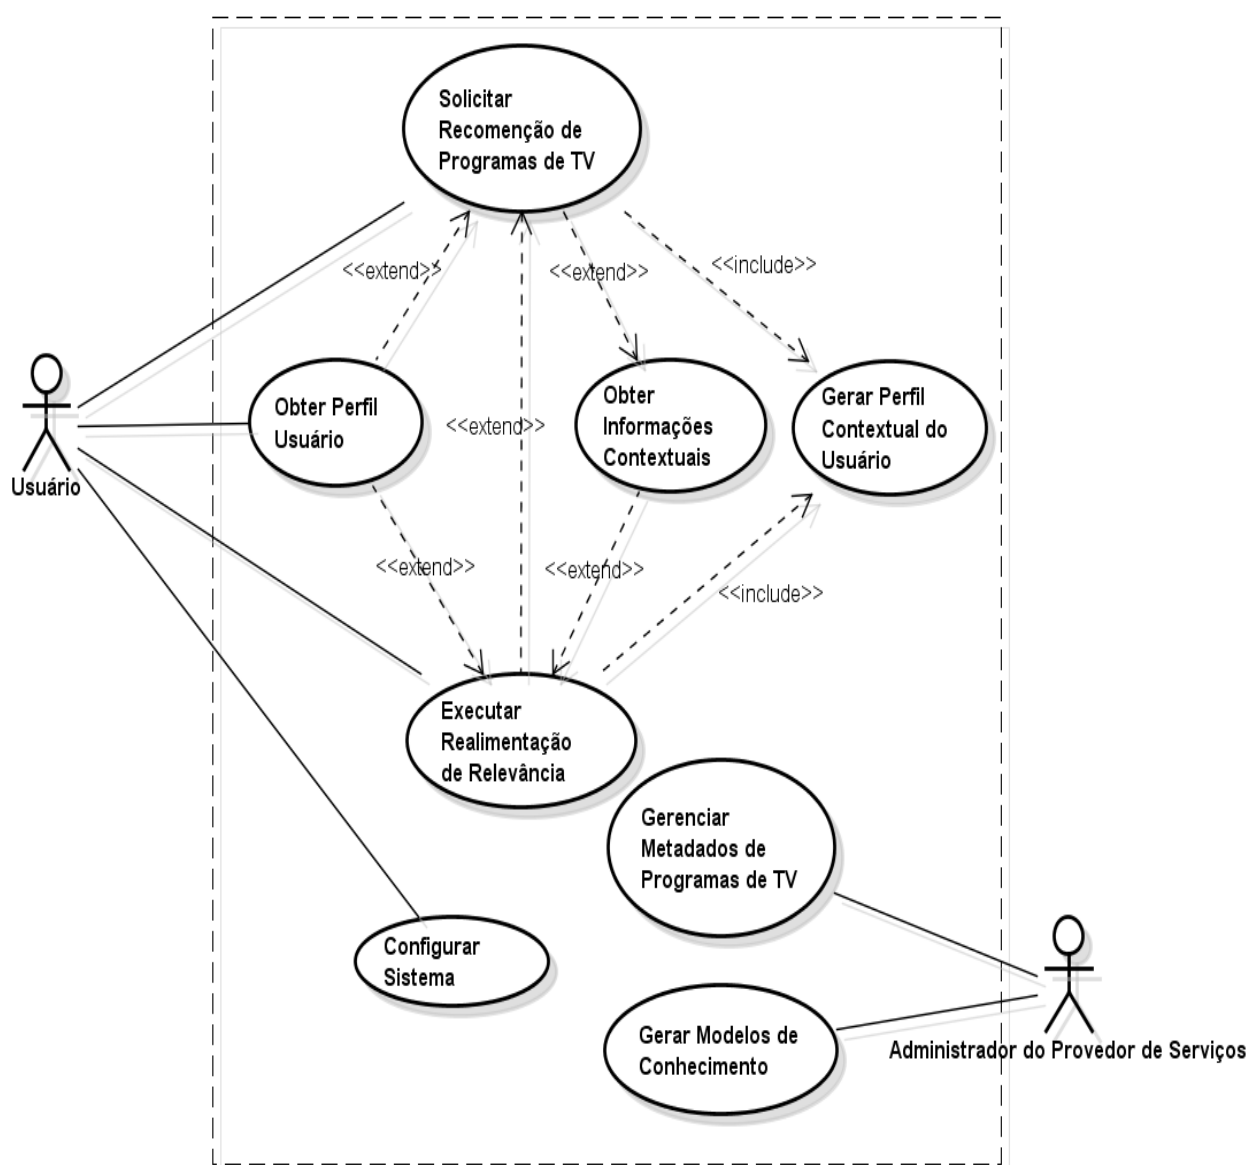 Solicitar
Recomenção de
Programas de TV
<<extend>>
<<extend>>
<<include>>
Obter Perfil
Usuário
Obter
Informações
Contextuais
Gerar Perfil
Contextual do
Usuário
<<extend>>
Usuário
<<extend>>
<<extend>>
<<include>>
Executar
Realimentação
de Relevância
Gerenciar
Metadados de
Programas de TV
Configurar
Sistema
Gerar Modelos de
Conhecimento
Administrador do Provedor de Serviços